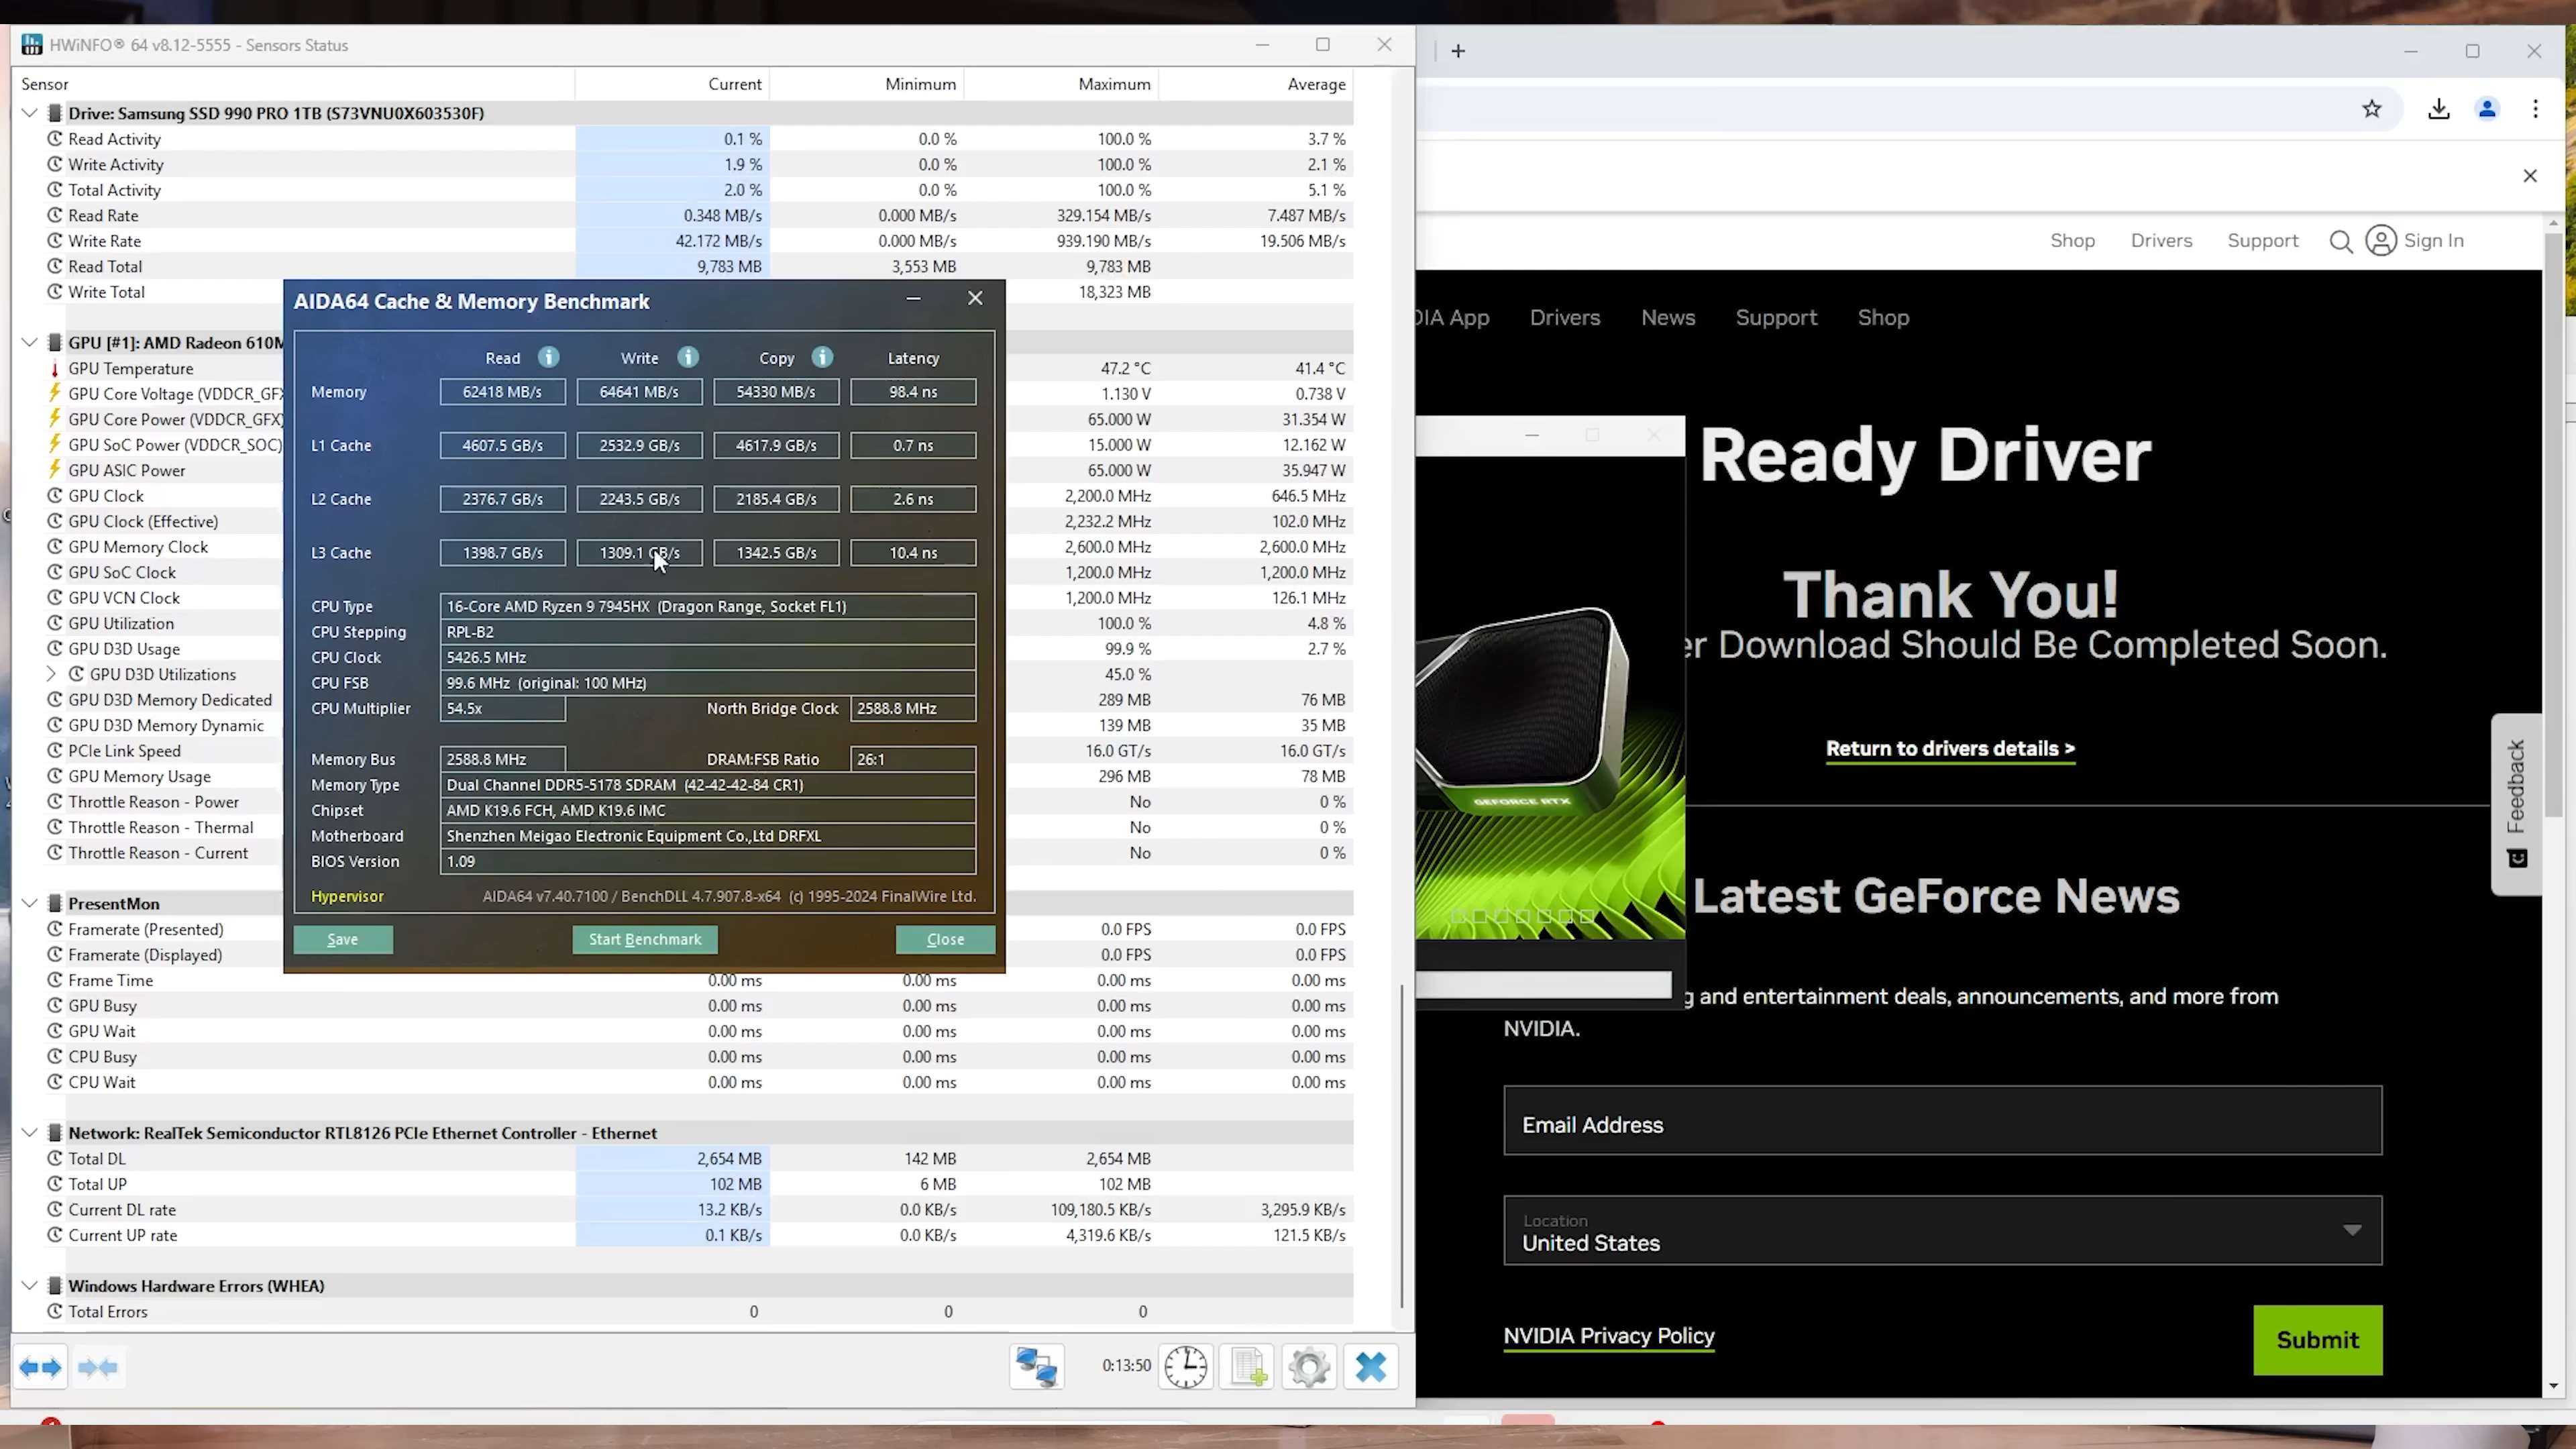 HWiNFO® 64 v8.12-5555 - Sensors Status
Sensor Current Minimum Maximum Average
Drive: Samsung SSD 990 PRO 1TB (S73VNU0X603530F)
Read Activity 0.1 % 0.0 % 100.0 % 3.7 %
Write Activity 1.9 % 0.0 % 100.0 % 2.1 %
Total Activity 2.0 % 0.0 % 100.0 % 5.1 %
Read Rate 0.348 MB/s 0.000 MB/s 329.154 MB/s 7.487 MB/s
Write Rate 42.172 MB/s 0.000 MB/s 939.190 MB/s 19.506 MB/s
Read Total 9,783 MB 3,553 MB 9,783 MB
Write Total 18,323 MB
GPU [#1]: AMD Radeon 610M
GPU Temperature 47.2 °C 41.4 °C
GPU Core Voltage (VDDCR_GFX 1.130 V 0.738 V
GPU Core Power (VDDCR_GFX) 65.000 W 31.354 W
GPU SoC Power (VDDCR_SOC) 15.000 W 12.162 W
GPU ASIC Power 65.000 W 35.947 W
GPU Clock 2,200.0 MHz 646.5 MHz
GPU Clock (Effective) 2,232.2 MHz 102.0 MHz
GPU Memory Clock 2,600.0 MHz 2,600.0 MHz
GPU SoC Clock 1,200.0 MHz 1,200.0 MHz
GPU VCN Clock 1,200.0 MHz 126.1 MHz
GPU Utilization 100.0 % 4.8 %
GPU D3D Usage 99.9 % 2.7 %
GPU D3D Utilizations 45.0 %
GPU D3D Memory Dedicated 289 MB 76 MB
GPU D3D Memory Dynamic 139 MB 35 MB
PCIe Link Speed 16.0 GT/s 16.0 GT/s
GPU Memory Usage 296 MB 78 MB
Throttle Reason - Power No 0 %
Throttle Reason - Thermal No 0 %
Throttle Reason - Current No 0 %
PresentMon
Framerate (Presented) 0.0 FPS 0.0 FPS
Framerate (Displayed) 0.0 FPS 0.0 FPS
Frame Time 0.00 ms 0.00 ms 0.00 ms 0.00 ms
GPU Busy 0.00 ms 0.00 ms 0.00 ms 0.00 ms
GPU Wait 0.00 ms 0.00 ms 0.00 ms 0.00 ms
CPU Busy 0.00 ms 0.00 ms 0.00 ms 0.00 ms
CPU Wait 0.00 ms 0.00 ms 0.00 ms 0.00 ms
Network: RealTek Semiconductor RTL8126 PCIe Ethernet Controller - Ethernet
Total DL 2,654 MB 142 MB 2,654 MB
Total UP 102 MB 6 MB 102 MB
Current DL rate 13.2 KB/s 0.0 KB/s 109,180.5 KB/s 3,295.9 KB/s
Current UP rate 0.1 KB/s 0.0 KB/s 4,319.6 KB/s 121.5 KB/s
Windows Hardware Errors (WHEA)
Total Errors 0 0 0
0:13:50
AIDA64 Cache & Memory Benchmark
Read Write Copy Latency
Memory 62418 MB/s 64641 MB/s 54330 MB/s 98.4 ns
L1 Cache 4607.5 GB/s 2532.9 GB/s 4617.9 GB/s 0.7 ns
L2 Cache 2376.7 GB/s 2243.5 GB/s 2185.4 GB/s 2.6 ns
L3 Cache 1398.7 GB/s 1309.1 GB/s 1342.5 GB/s 10.4 ns
CPU Type 16-Core AMD Ryzen 9 7945HX (Dragon Range, Socket FL1)
CPU Stepping RPL-B2
CPU Clock 5426.5 MHz
CPU FSB 99.6 MHz (original: 100 MHz)
CPU Multiplier 54.5x North Bridge Clock 2588.8 MHz
Memory Bus 2588.8 MHz DRAM:FSB Ratio 26:1
Memory Type Dual Channel DDR5-5178 SDRAM (42-42-42-84 CR1)
Chipset AMD K19.6 FCH, AMD K19.6 IMC
Motherboard Shenzhen Meigao Electronic Equipment Co.,Ltd DRFXL
BIOS Version 1.09
Hypervisor AIDA64 v7.40.7100 / BenchDLL 4.7.907.8-x64 (c) 1995-2024 FinalWire Ltd.
Save Start Benchmark Close
Shop Drivers Support Sign In
DIA App Drivers News Support Shop
Ready Driver
Thank You!
er Download Should Be Completed Soon.
Return to drivers details >
GEFORCE RTX
Feedback
Latest GeForce News
g and entertainment deals, announcements, and more from
NVIDIA.
Email Address
Location
United States
NVIDIA Privacy Policy
Submit